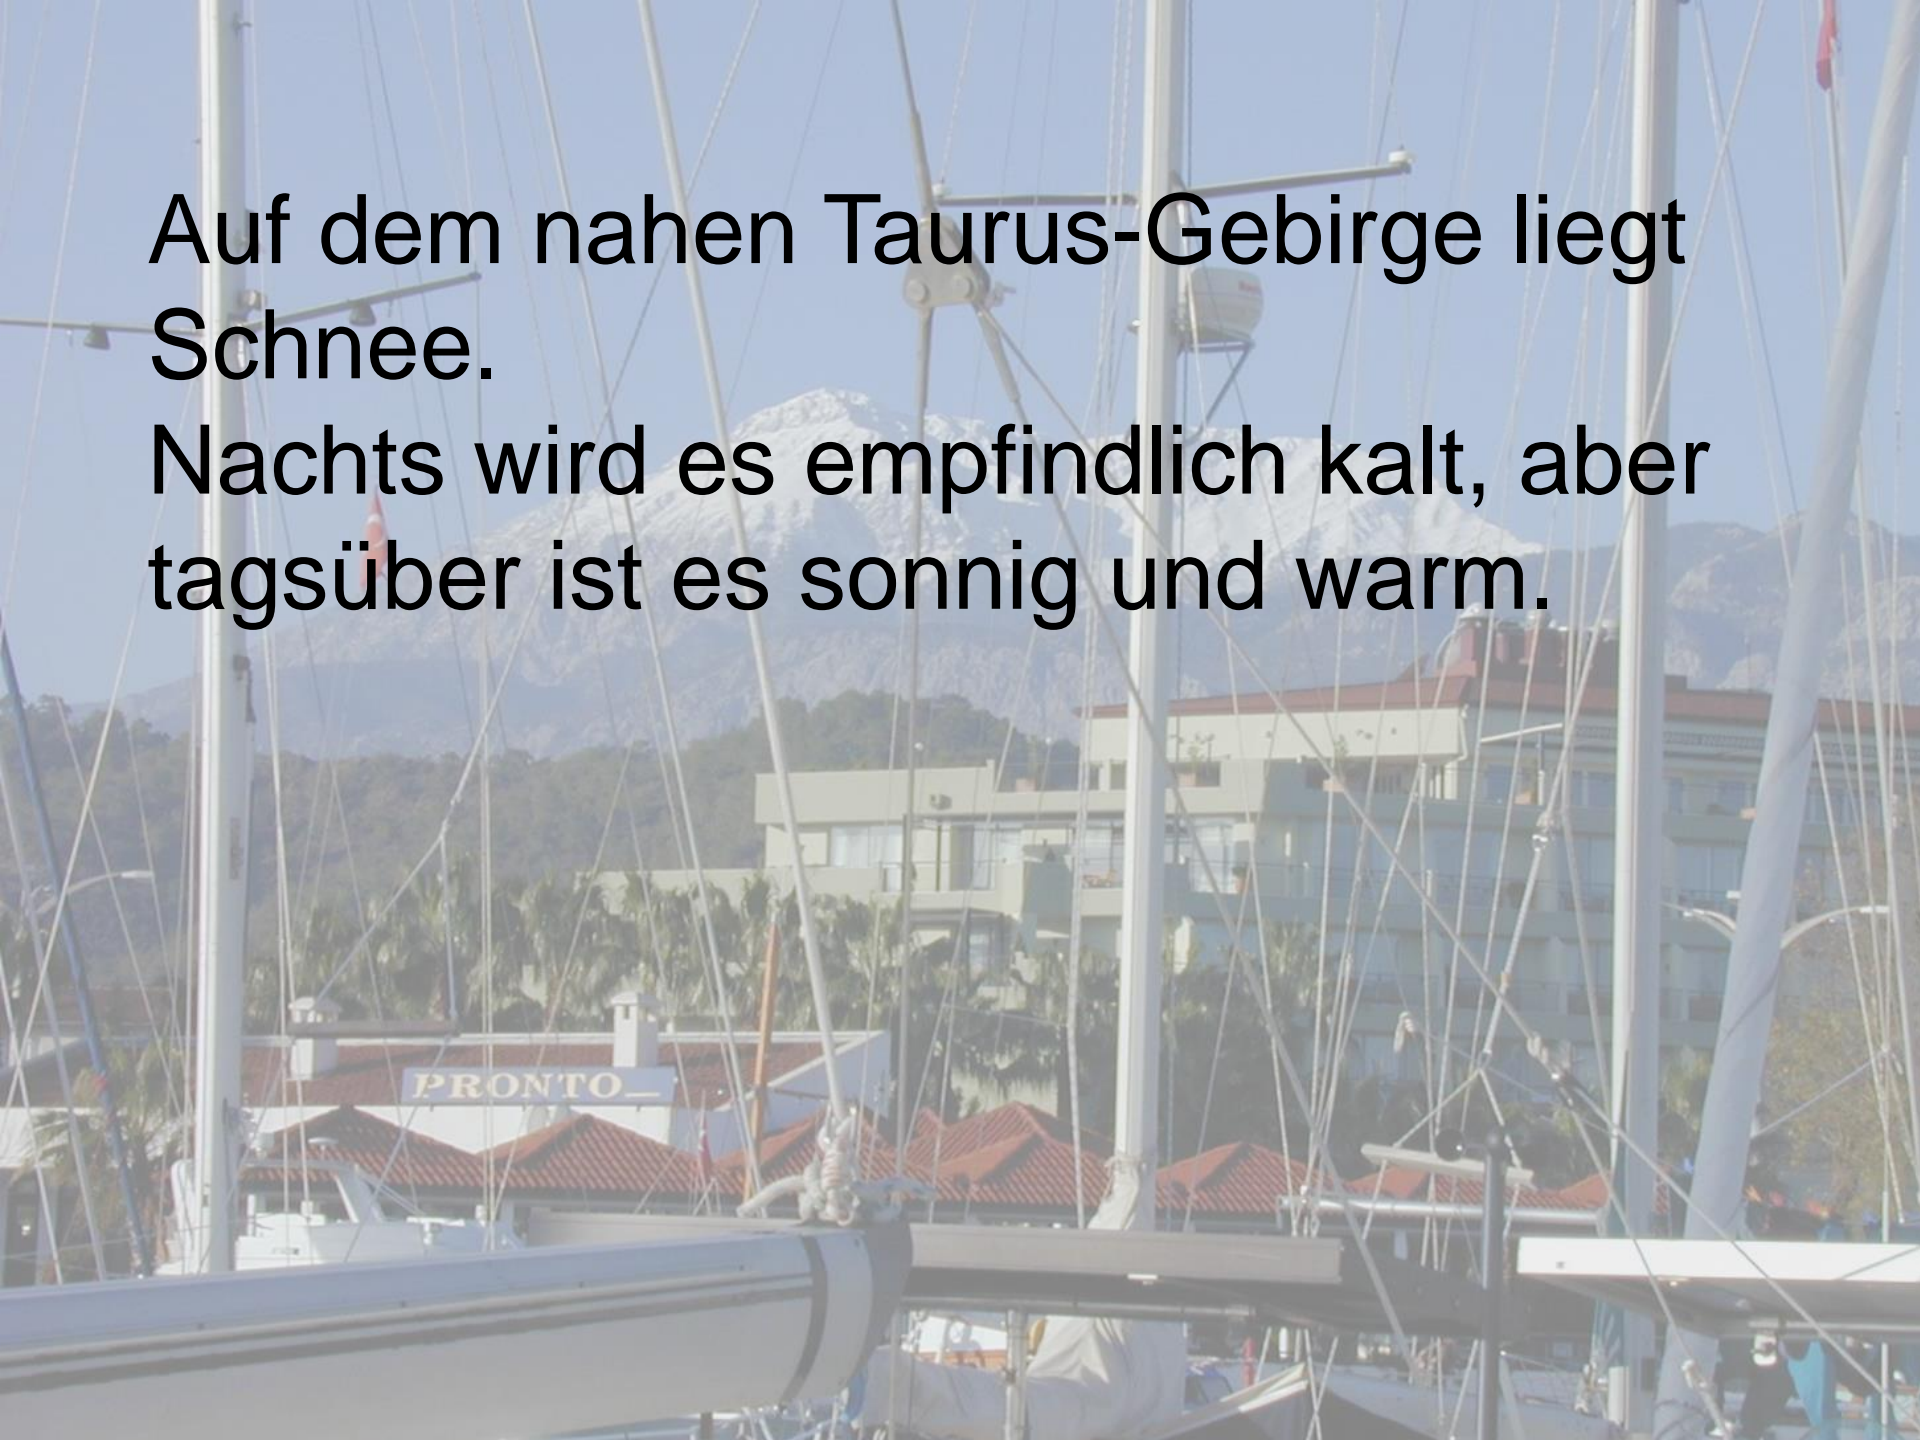 Auf dem nahen Taurus-Gebirge liegt
Schnee.
Nachts wird es empfindlich kalt, aber
tagsüber ist es sonnig und warm.
PRONTO